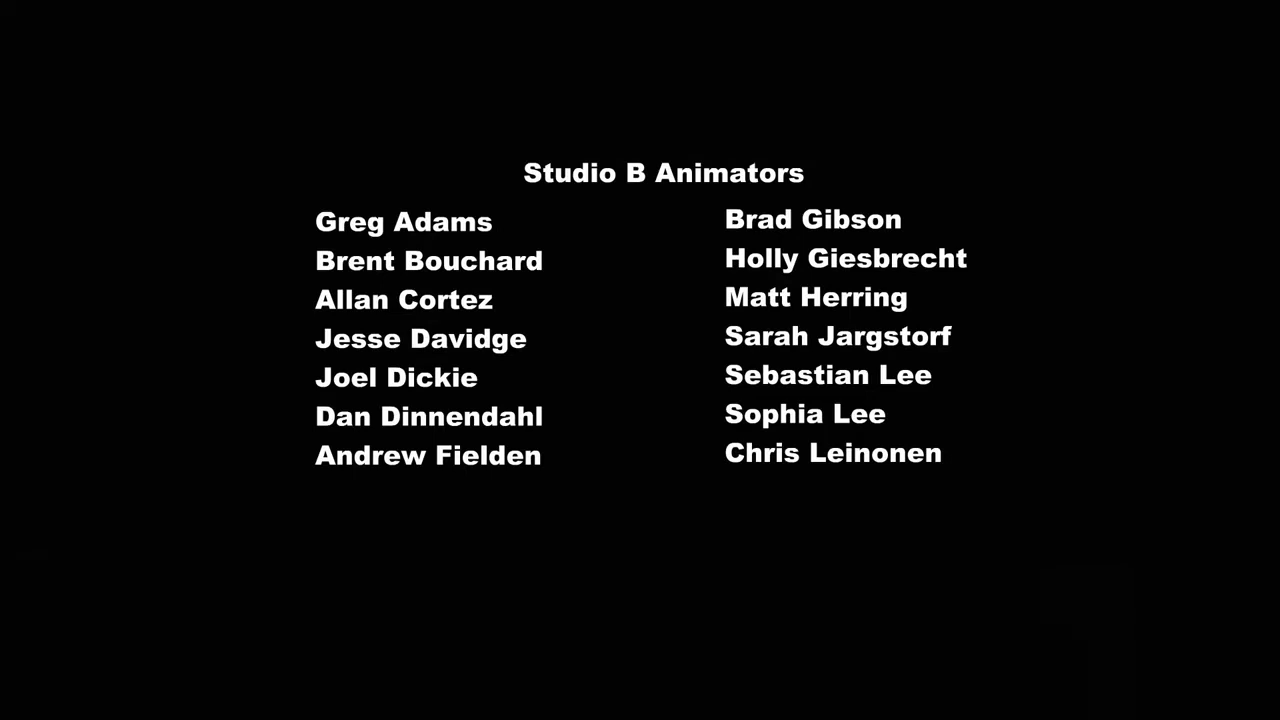 Studio B Animators
Greg Adams
Brent Bouchard
Allan Cortez
Jesse Davidge
Joel Dickie
Dan Dinnendahl
Andrew Fielden
Brad Gibson
Holly Giesbrecht
Matt Herring
Sarah Jargstorf
Sebastian Lee
Sophia Lee
Chris Leinonen